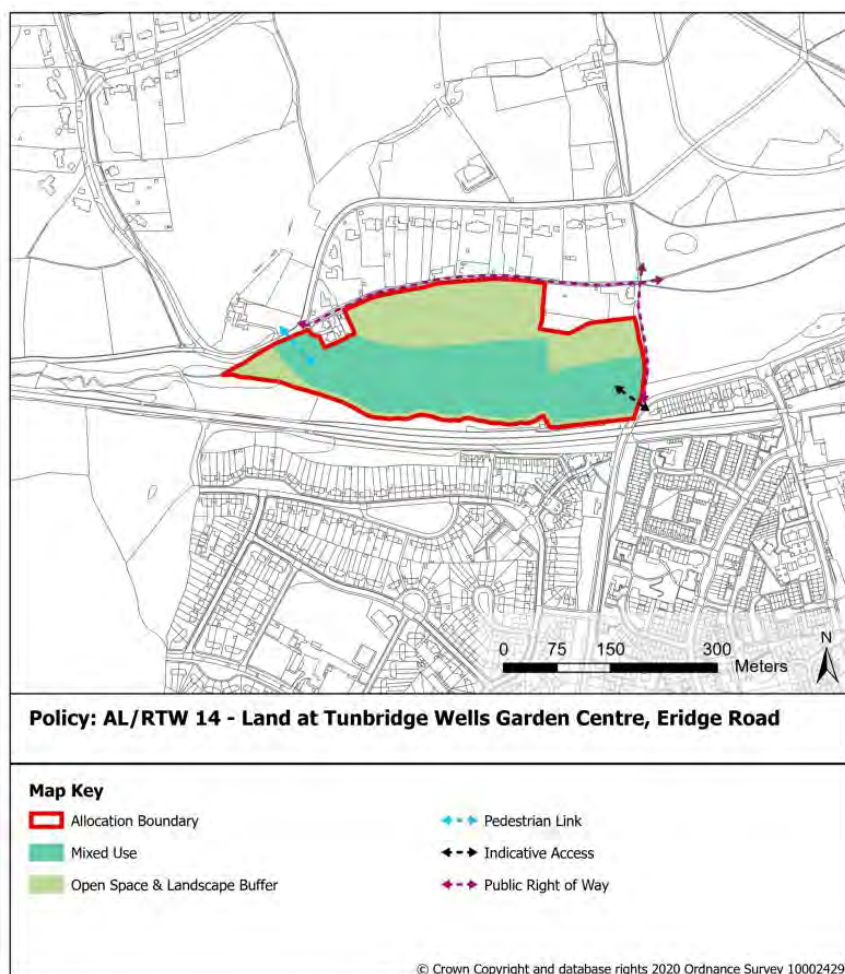 0 75 150 300
Meters
N
Policy: AL/RTW 14 - Land at Tunbridge Wells Garden Centre, Eridge Road
Map Key
Allocation Boundary
Mixed Use
Open Space & Landscape Buffer
Pedestrian Link
Indicative Access
Public Right of Way
© Crown Copyright and database rights 2020 Ordnance Survey 10002429